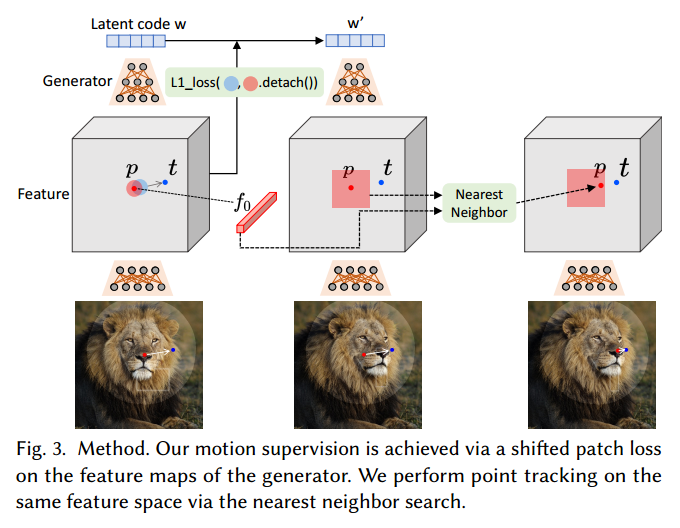 Latent code w
w’
Generator
L1_loss( , .detach())
p t
p t
p t
Feature
f0
Nearest
Neighbor
Fig. 3. Method. Our motion supervision is achieved via a shifted patch loss
on the feature maps of the generator. We perform point tracking on the
same feature space via the nearest neighbor search.